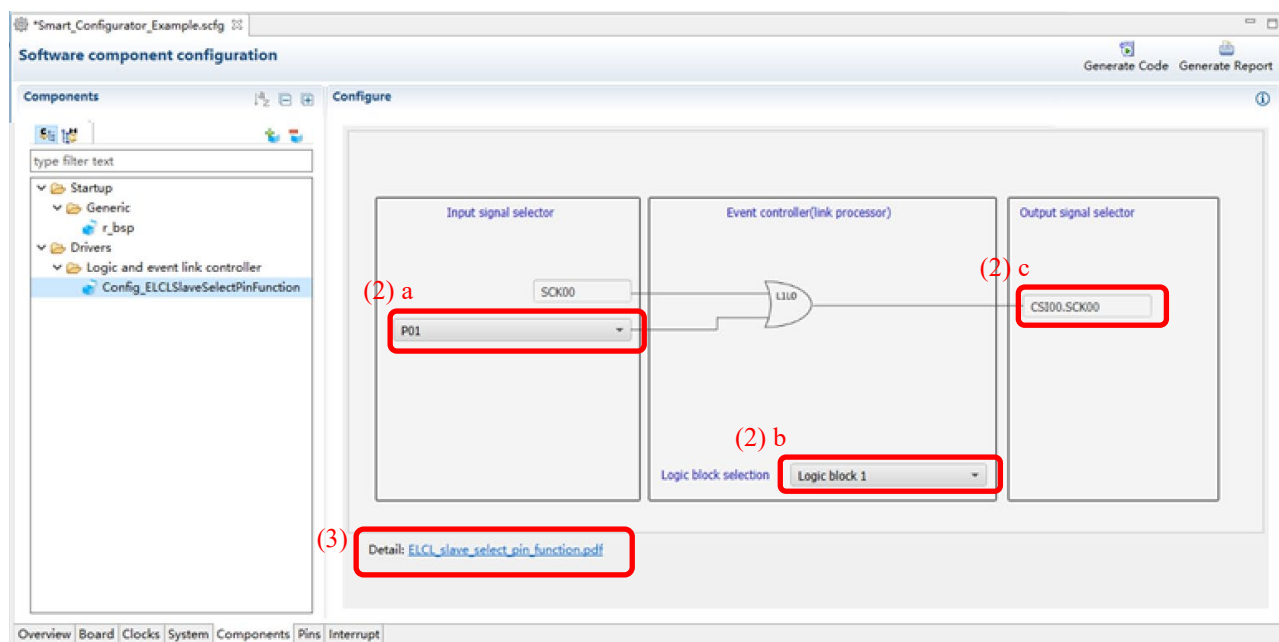 *Smart_Configurator_Example.scfg
Software component configuration
Generate Code Generate Report
Components
Configure
type filter text
Startup
Generic
r_bsp
Drivers
Logic and event link controller
Config_ELCLSlaveSelectPinFunction
Input signal selector
Event controller(link processor)
Output signal selector
(2) a
SCK00
L1L0
(2) c
CSI00.SCK00
P01
(2) b
Logic block selection
Logic block 1
(3)
Detail: ELCL_slave_select_pin_function.pdf
Overview Board Clocks System Components Pins Interrupt